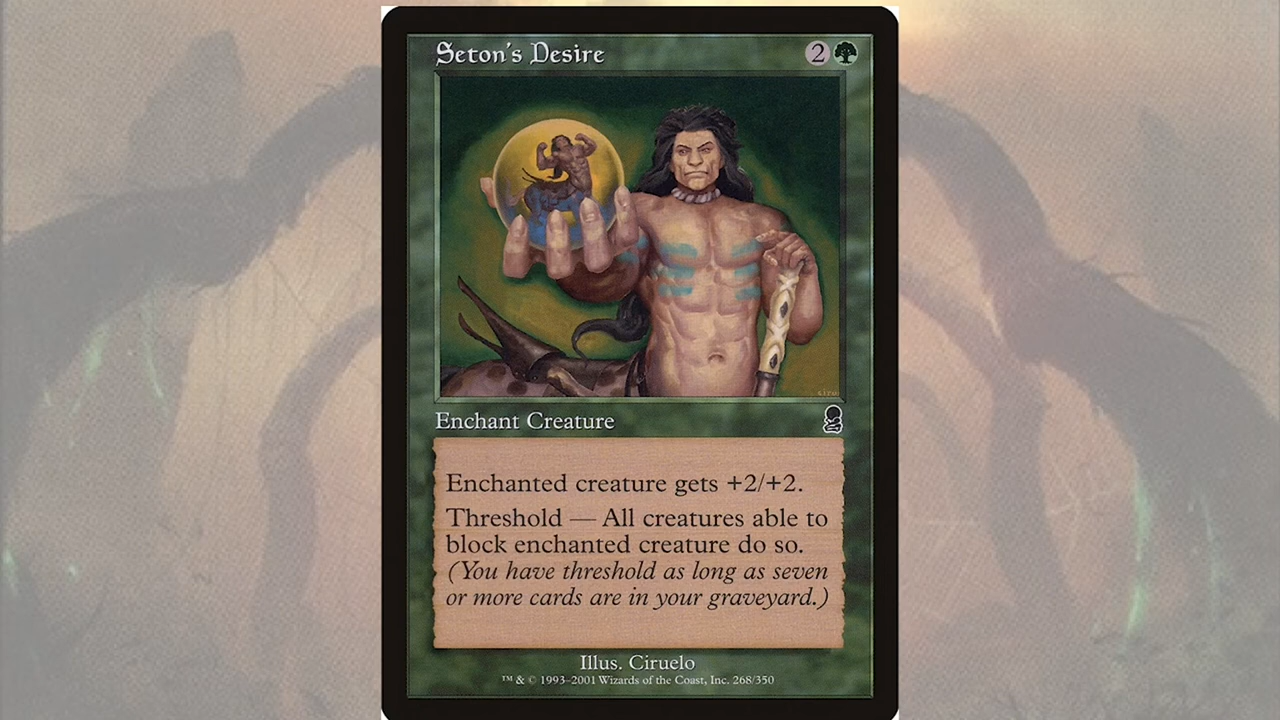 Seton's Desire 2
Enchant Creature
Enchanted creature gets +2/+2.
Threshold — All creatures able to
block enchanted creature do so.
(You have threshold as long as seven
or more cards are in your graveyard.)
Illus. Ciruelo
™ & © 1993–2001 Wizards of the Coast, Inc. 268/350